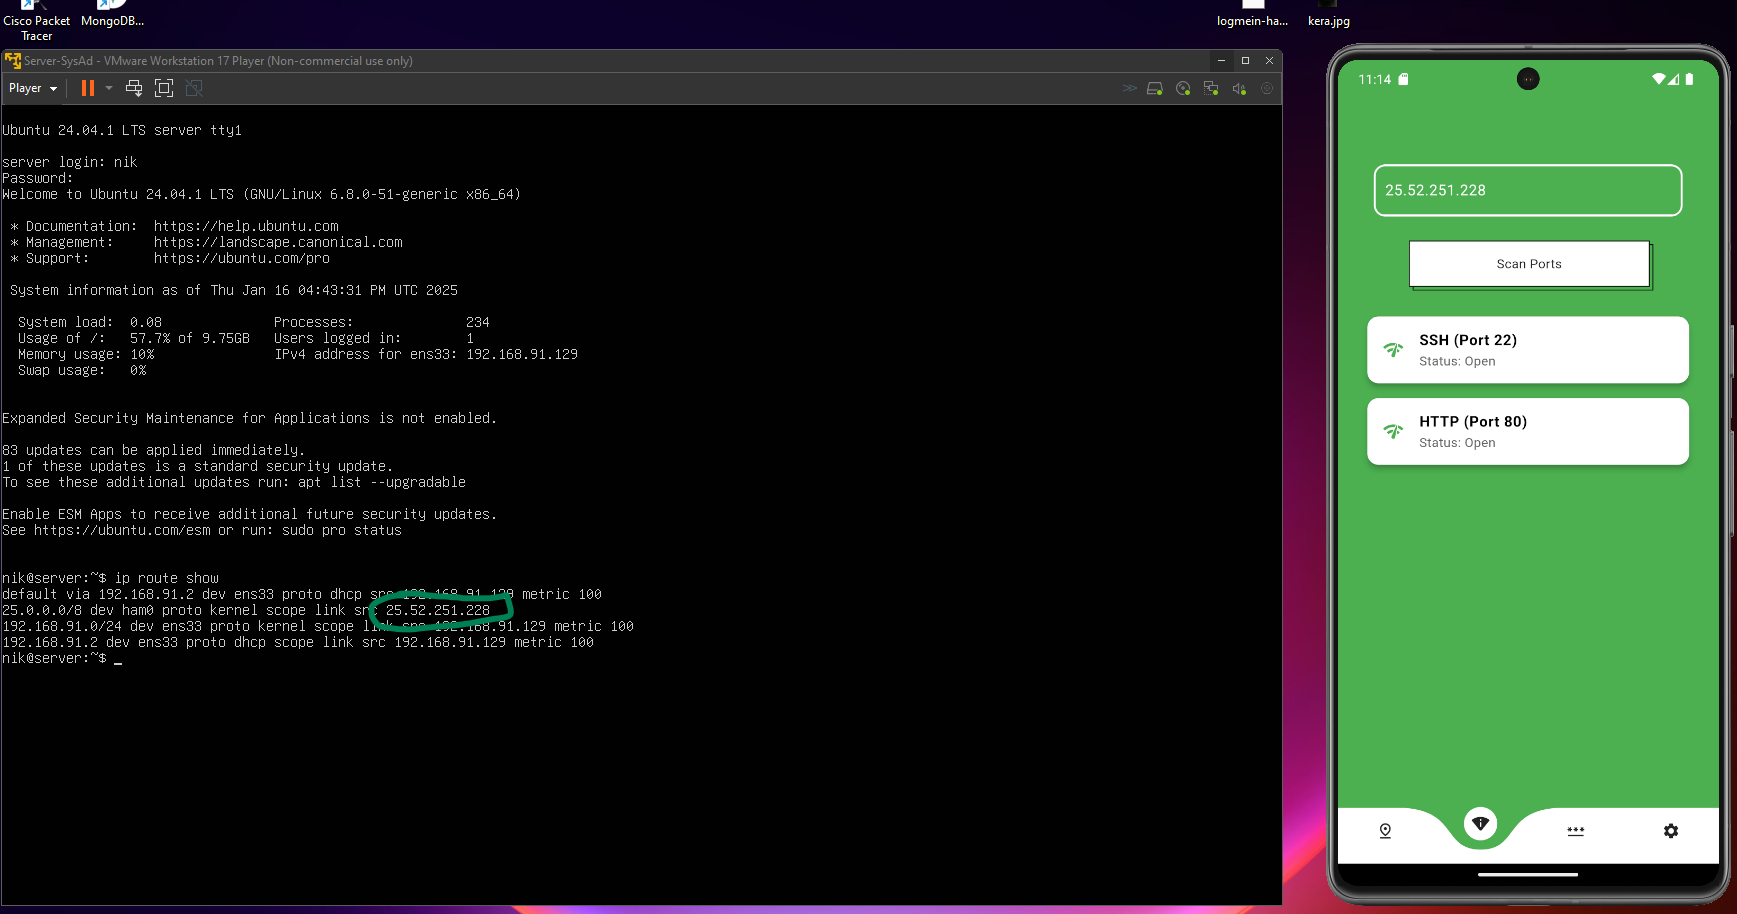 Cisco Packet
Tracer
MongoDB...
logmein-ha...
kera.jpg
Server-SysAd - VMware Workstation 17 Player (Non-commercial use only)
Player
Ubuntu 24.04.1 LTS server tty1
server login: nik
Password:
Welcome to Ubuntu 24.04.1 LTS (GNU/Linux 6.8.0-51-generic x86_64)
* Documentation:  https://help.ubuntu.com
* Management:     https://landscape.canonical.com
* Support:        https://ubuntu.com/pro
System information as of Thu Jan 16 04:43:31 PM UTC 2025
System load:  0.08              Processes:              234
Usage of /:   57.7% of 9.75GB   Users logged in:        1
Memory usage: 10%               IPv4 address for ens33: 192.168.91.129
Swap usage:   0%
Expanded Security Maintenance for Applications is not enabled.
83 updates can be applied immediately.
1 of these updates is a standard security update.
To see these additional updates run: apt list --upgradable
Enable ESM Apps to receive additional future security updates.
See https://ubuntu.com/esm or run: sudo pro status
nik@server:~$ ip route show
default via 192.168.91.2 dev ens33 proto dhcp src 192.168.91.129 metric 100
25.0.0.0/8 dev ham0 proto kernel scope link src 25.52.251.228
192.168.91.0/24 dev ens33 proto kernel scope link src 192.168.91.129 metric 100
192.168.91.2 dev ens33 proto dhcp scope link src 192.168.91.129 metric 100
nik@server:~$ _
11:14
25.52.251.228
Scan Ports
SSH (Port 22)
Status: Open
HTTP (Port 80)
Status: Open